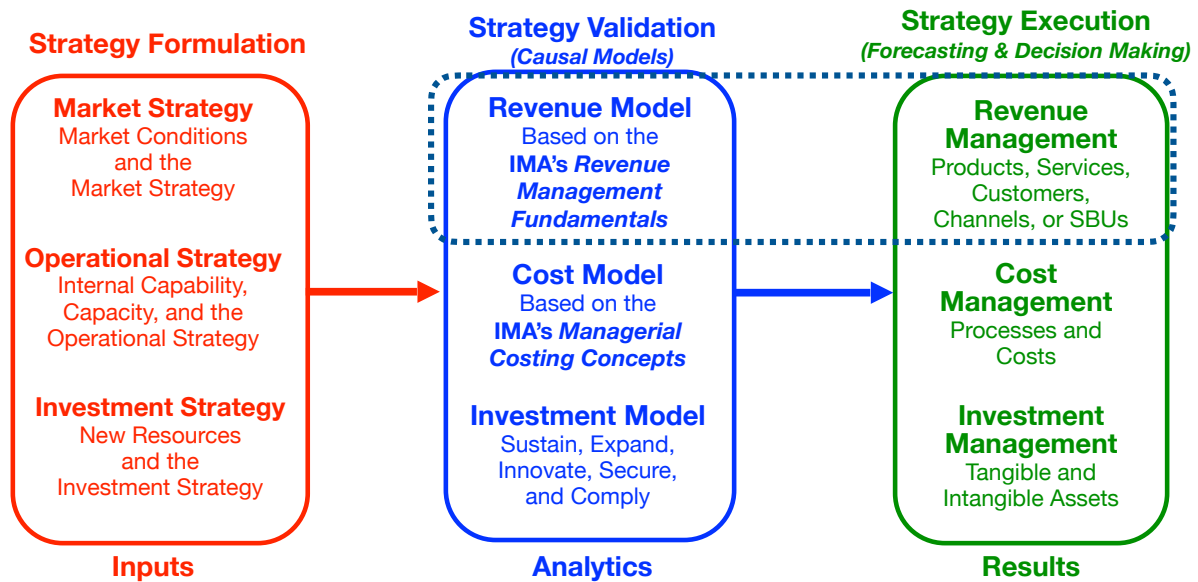 Strategy Formulation
Market Strategy
Market Conditions
and the
Market Strategy
Operational Strategy
Internal Capability,
Capacity, and the
Operational Strategy
Investment Strategy
New Resources
and the
Investment Strategy
Inputs
Strategy Validation
(Causal Models)
Revenue Model
Based on the
IMA’s Revenue
Management
Fundamentals
Cost Model
Based on the
IMA’s Managerial
Costing Concepts
Investment Model
Sustain, Expand,
Innovate, Secure,
and Comply
Analytics
Strategy Execution
(Forecasting & Decision Making)
Revenue
Management
Products, Services,
Customers,
Channels, or SBUs
Cost
Management
Processes and
Costs
Investment
Management
Tangible and
Intangible Assets
Results